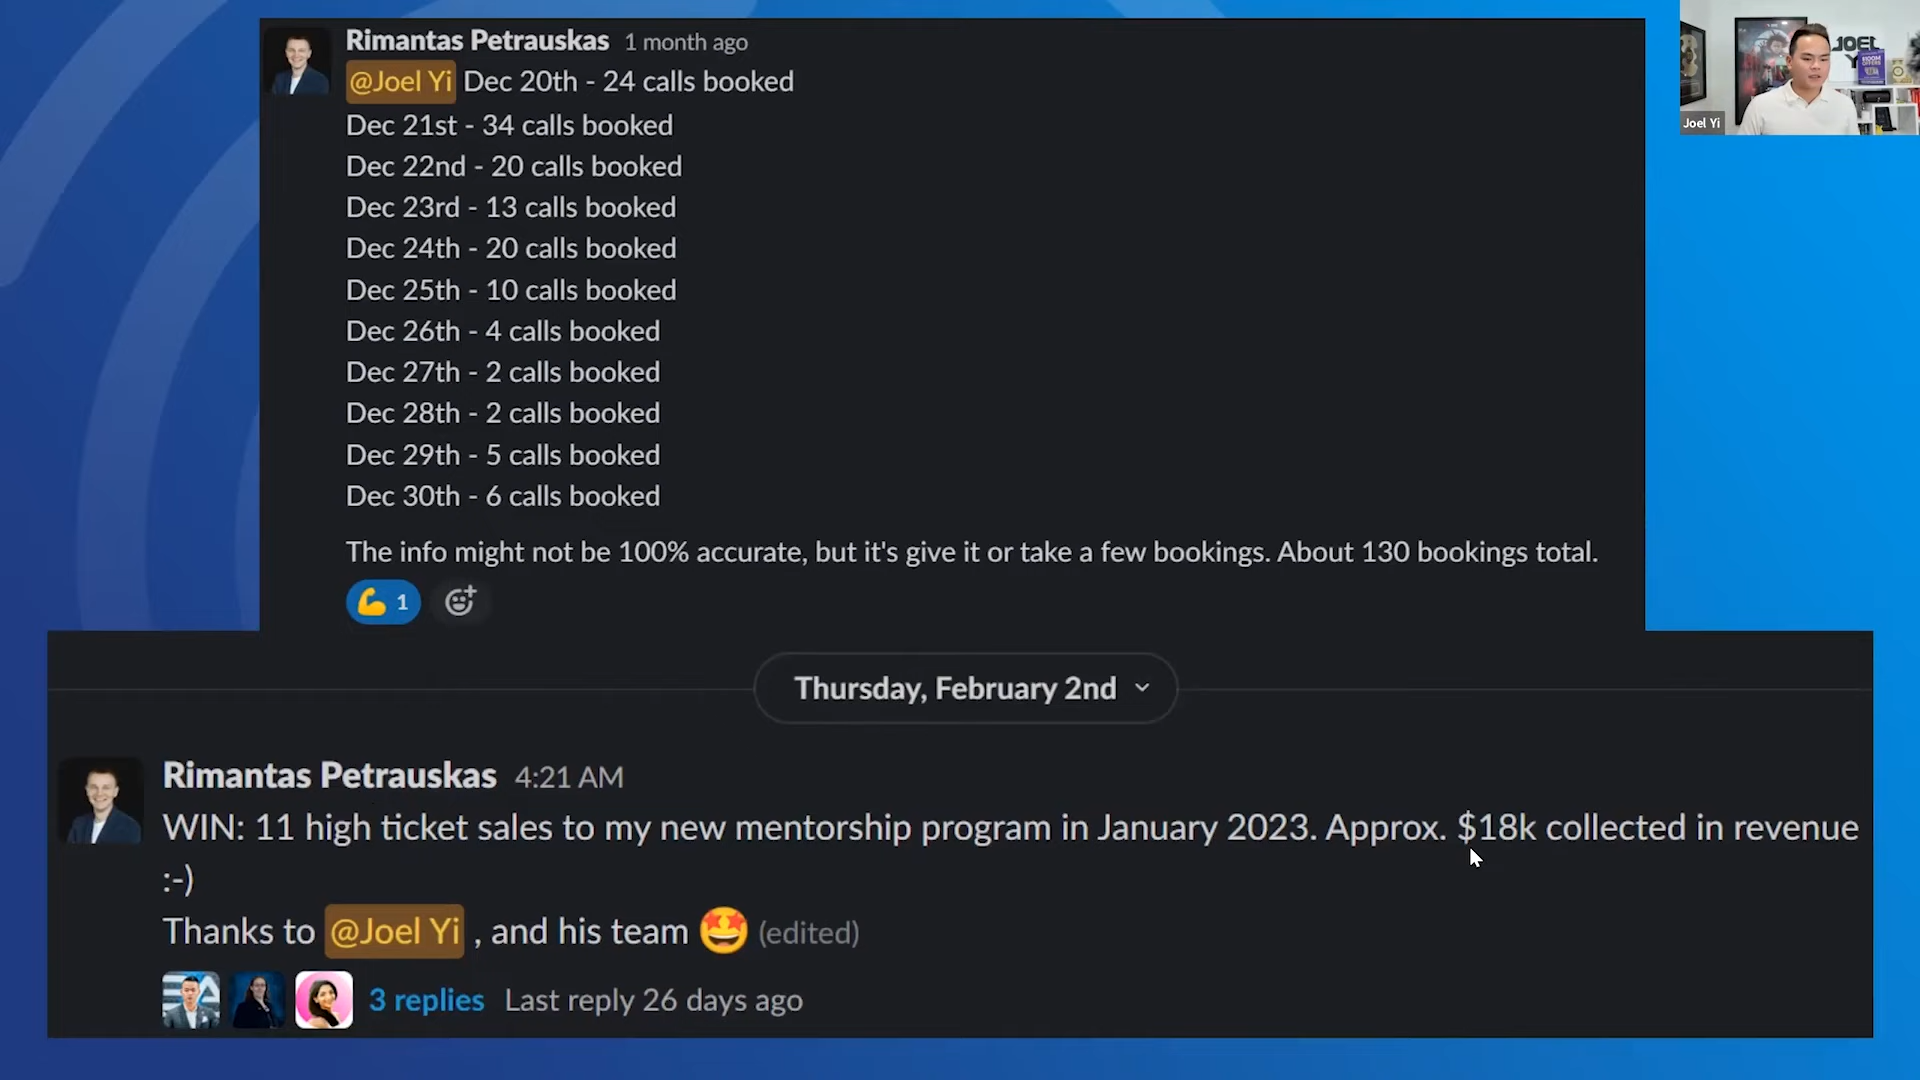 Rimantas Petrauskas 1 month ago
@Joel Yi Dec 20th - 24 calls booked
Dec 21st - 34 calls booked
Dec 22nd - 20 calls booked
Dec 23rd - 13 calls booked
Dec 24th - 20 calls booked
Dec 25th - 10 calls booked
Dec 26th - 4 calls booked
Dec 27th - 2 calls booked
Dec 28th - 2 calls booked
Dec 29th - 5 calls booked
Dec 30th - 6 calls booked
The info might not be 100% accurate, but it's give it or take a few bookings. About 130 bookings total.
💪 1
JOEL
Y
$100M
OFFERS
Joel Yi
Thursday, February 2nd
Rimantas Petrauskas 4:21 AM
WIN: 11 high ticket sales to my new mentorship program in January 2023. Approx. $18k collected in revenue
:-)
Thanks to @Joel Yi , and his team 🤩 (edited)
3 replies Last reply 26 days ago